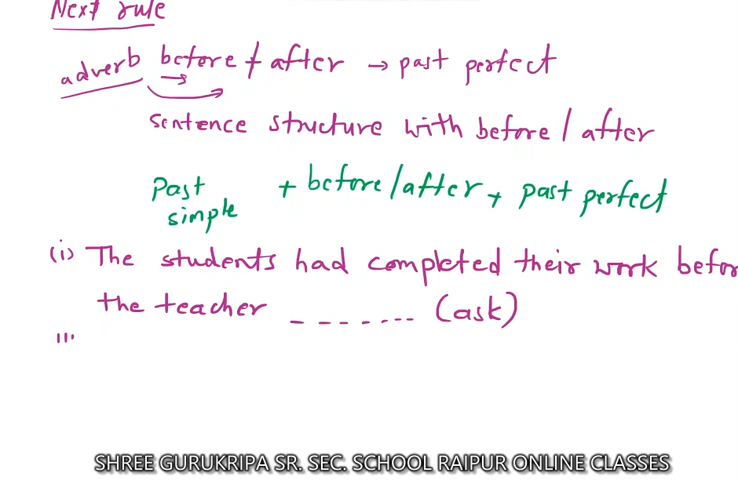 Next rule
adverb before + after → past perfect
sentence structure with before / after
Past simple + before/after + past perfect
(i) The students had completed their work befor
the teacher ------- (ask)
SHREE GURUKRIPA SR. SEC. SCHOOL RAIPUR ONLINE CLASSES